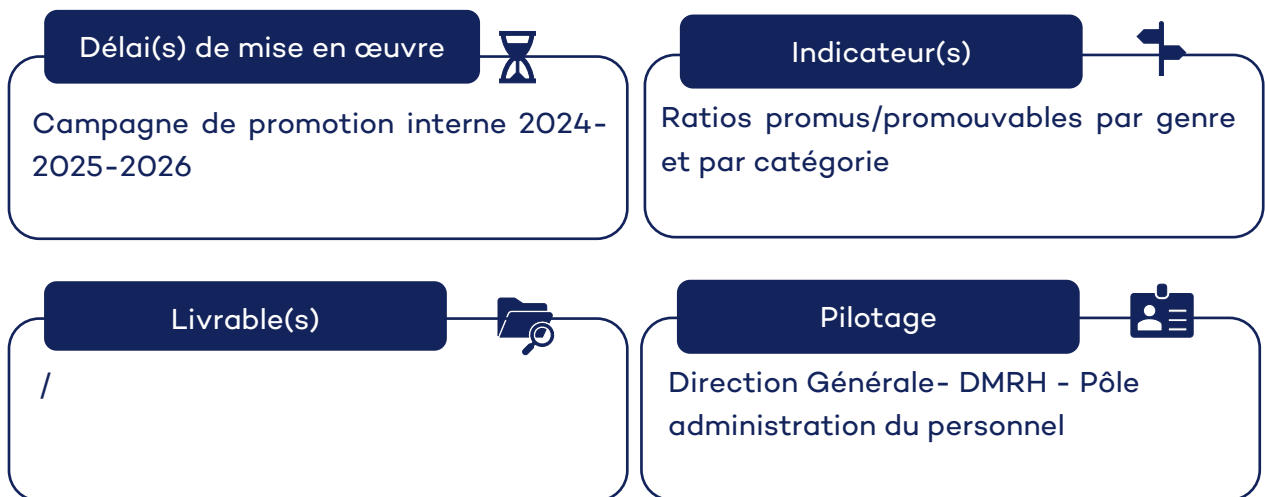 Délai(s) de mise en œuvre
Campagne de promotion interne 2024-
2025-2026
Indicateur(s)
Ratios promus/promouvables par genre
et par catégorie
Livrable(s)
/
Pilotage
Direction Générale- DMRH - Pôle
administration du personnel